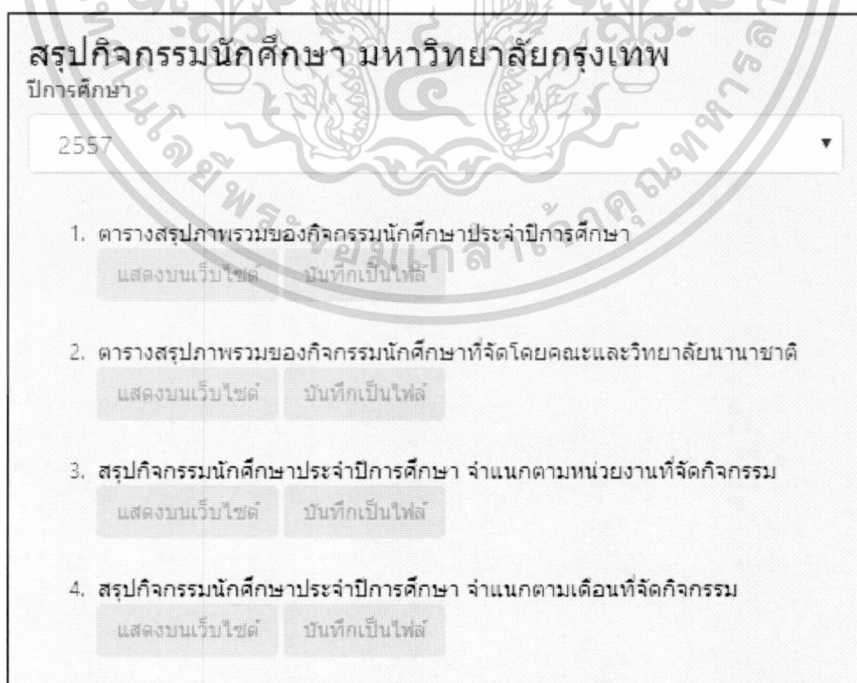 สรุปกิจกรรมนักศึกษา มหาวิทยาลัยกรุงเทพ
ปีการศึกษา
2557
1. ตารางสรุปภาพรวมของกิจกรรมนักศึกษาประจำปีการศึกษา
แสดงบนเว็บไซต์ บันทึกเป็นไฟล์
2. ตารางสรุปภาพรวมของกิจกรรมนักศึกษาที่จัดโดยคณะและวิทยาลัยนานาชาติ
แสดงบนเว็บไซต์ บันทึกเป็นไฟล์
3. สรุปกิจกรรมนักศึกษาประจำปีการศึกษา จำแนกตามหน่วยงานที่จัดกิจกรรม
แสดงบนเว็บไซต์ บันทึกเป็นไฟล์
4. สรุปกิจกรรมนักศึกษาประจำปีการศึกษา จำแนกตามเดือนที่จัดกิจกรรม
แสดงบนเว็บไซต์ บันทึกเป็นไฟล์